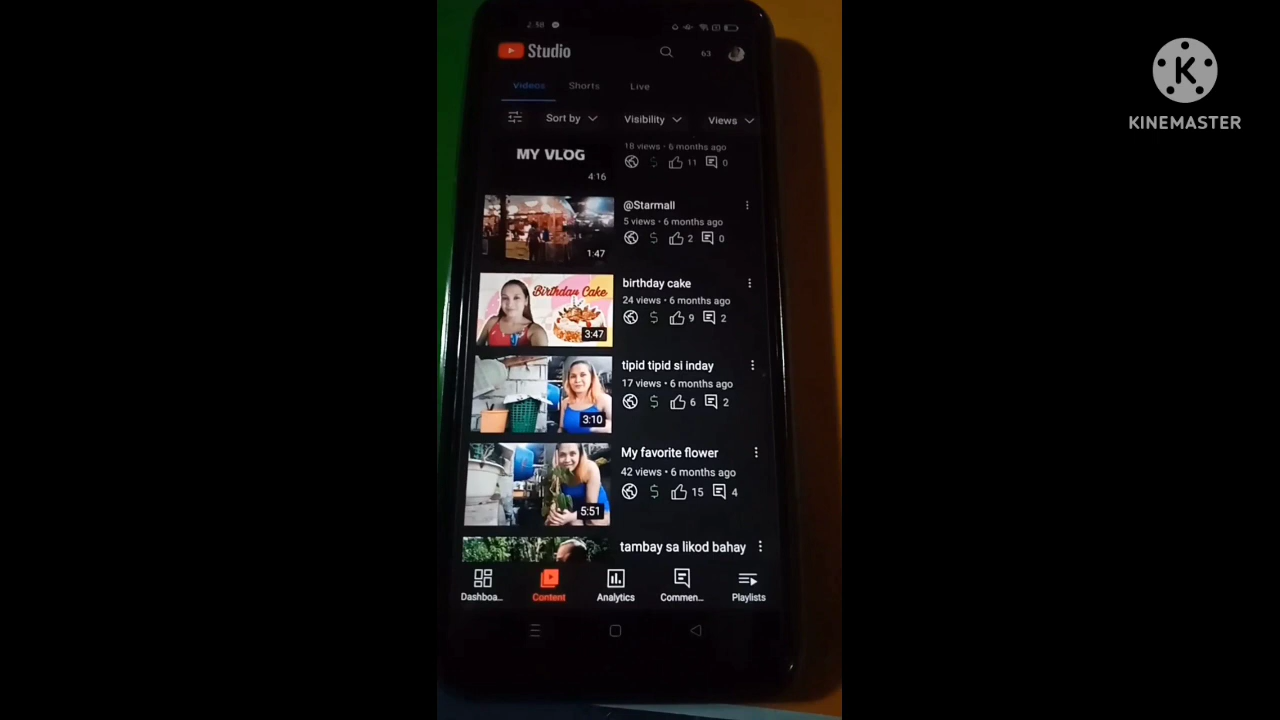 2:38
Studio
63
Videos Shorts Live
Sort by Visibility Views
18 views · 6 months ago
MY VLOG
11 0
4:16
@Starmall
5 views · 6 months ago
2 0
1:47
birthday cake
24 views · 6 months ago
Birthday Cake
9 2
3:47
tipid tipid si inday
17 views · 6 months ago
6 2
3:10
My favorite flower
42 views · 6 months ago
15 4
5:51
tambay sa likod bahay
Dashboa... Content Analytics Commen... Playlists
K
KINEMASTER